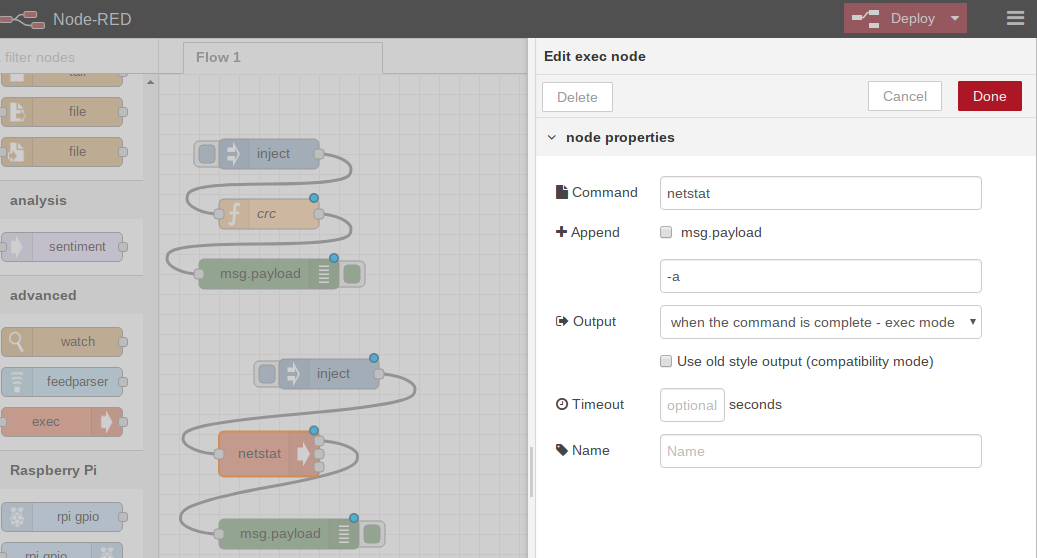 Node-RED
Deploy
filter nodes
Flow 1
Edit exec node
Delete
Cancel
Done
node properties
Command
netstat
Append
msg.payload
-a
Output
when the command is complete - exec mode
Use old style output (compatibility mode)
Timeout
optional
seconds
Name
Name
tail
file
file
analysis
sentiment
advanced
watch
feedparser
exec
Raspberry Pi
rpi gpio
rpi gpio
inject
crc
msg.payload
inject
netstat
msg.payload